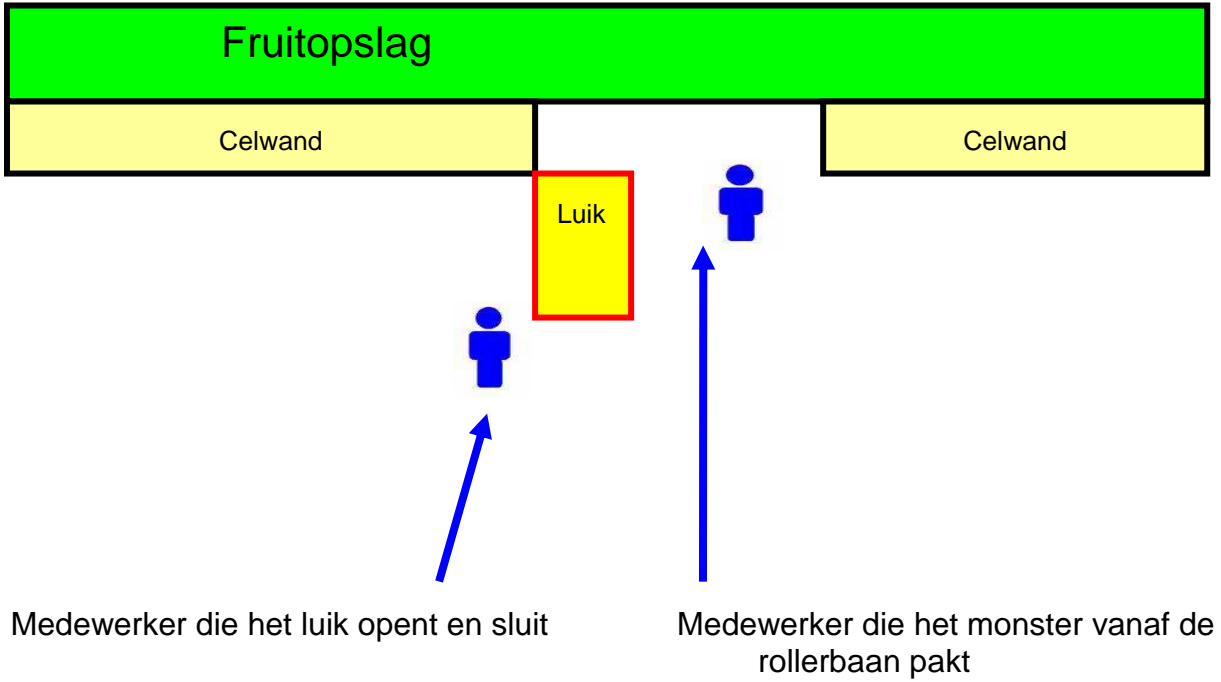 Fruitopslag
Celwand
Celwand
Luik
Medewerker die het luik opent en sluit
Medewerker die het monster vanaf de
rollerbaan pakt